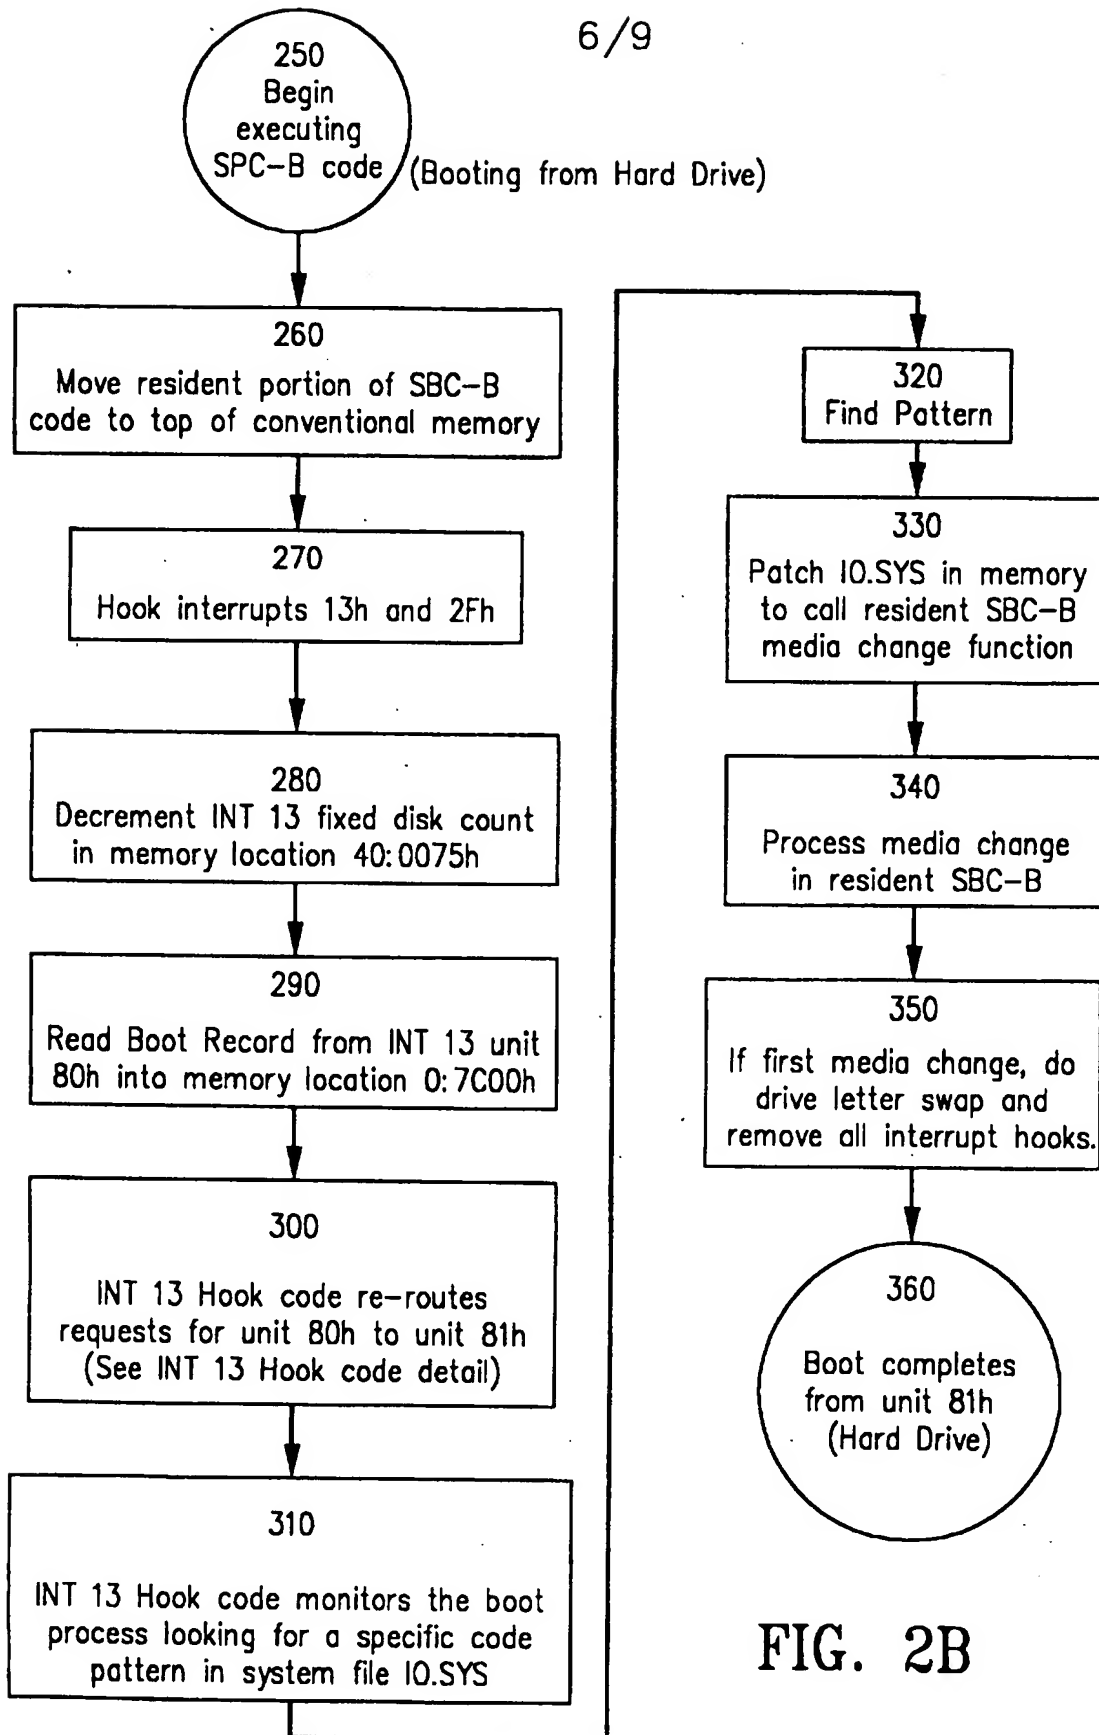 6/9
250
Begin
executing
SPC-B code
(Booting from Hard Drive)
260
Move resident portion of SBC-B
code to top of conventional memory
270
Hook interrupts 13h and 2Fh
280
Decrement INT 13 fixed disk count
in memory location 40:0075h
290
Read Boot Record from INT 13 unit
80h into memory location 0:7C00h
300
INT 13 Hook code re-routes
requests for unit 80h to unit 81h
(See INT 13 Hook code detail)
310
INT 13 Hook code monitors the boot
process looking for a specific code
pattern in system file IO.SYS
320
Find Pattern
330
Patch IO.SYS in memory
to call resident SBC-B
media change function
340
Process media change
in resident SBC-B
350
If first media change, do
drive letter swap and
remove all interrupt hooks.
360
Boot completes
from unit 81h
(Hard Drive)
FIG. 2B